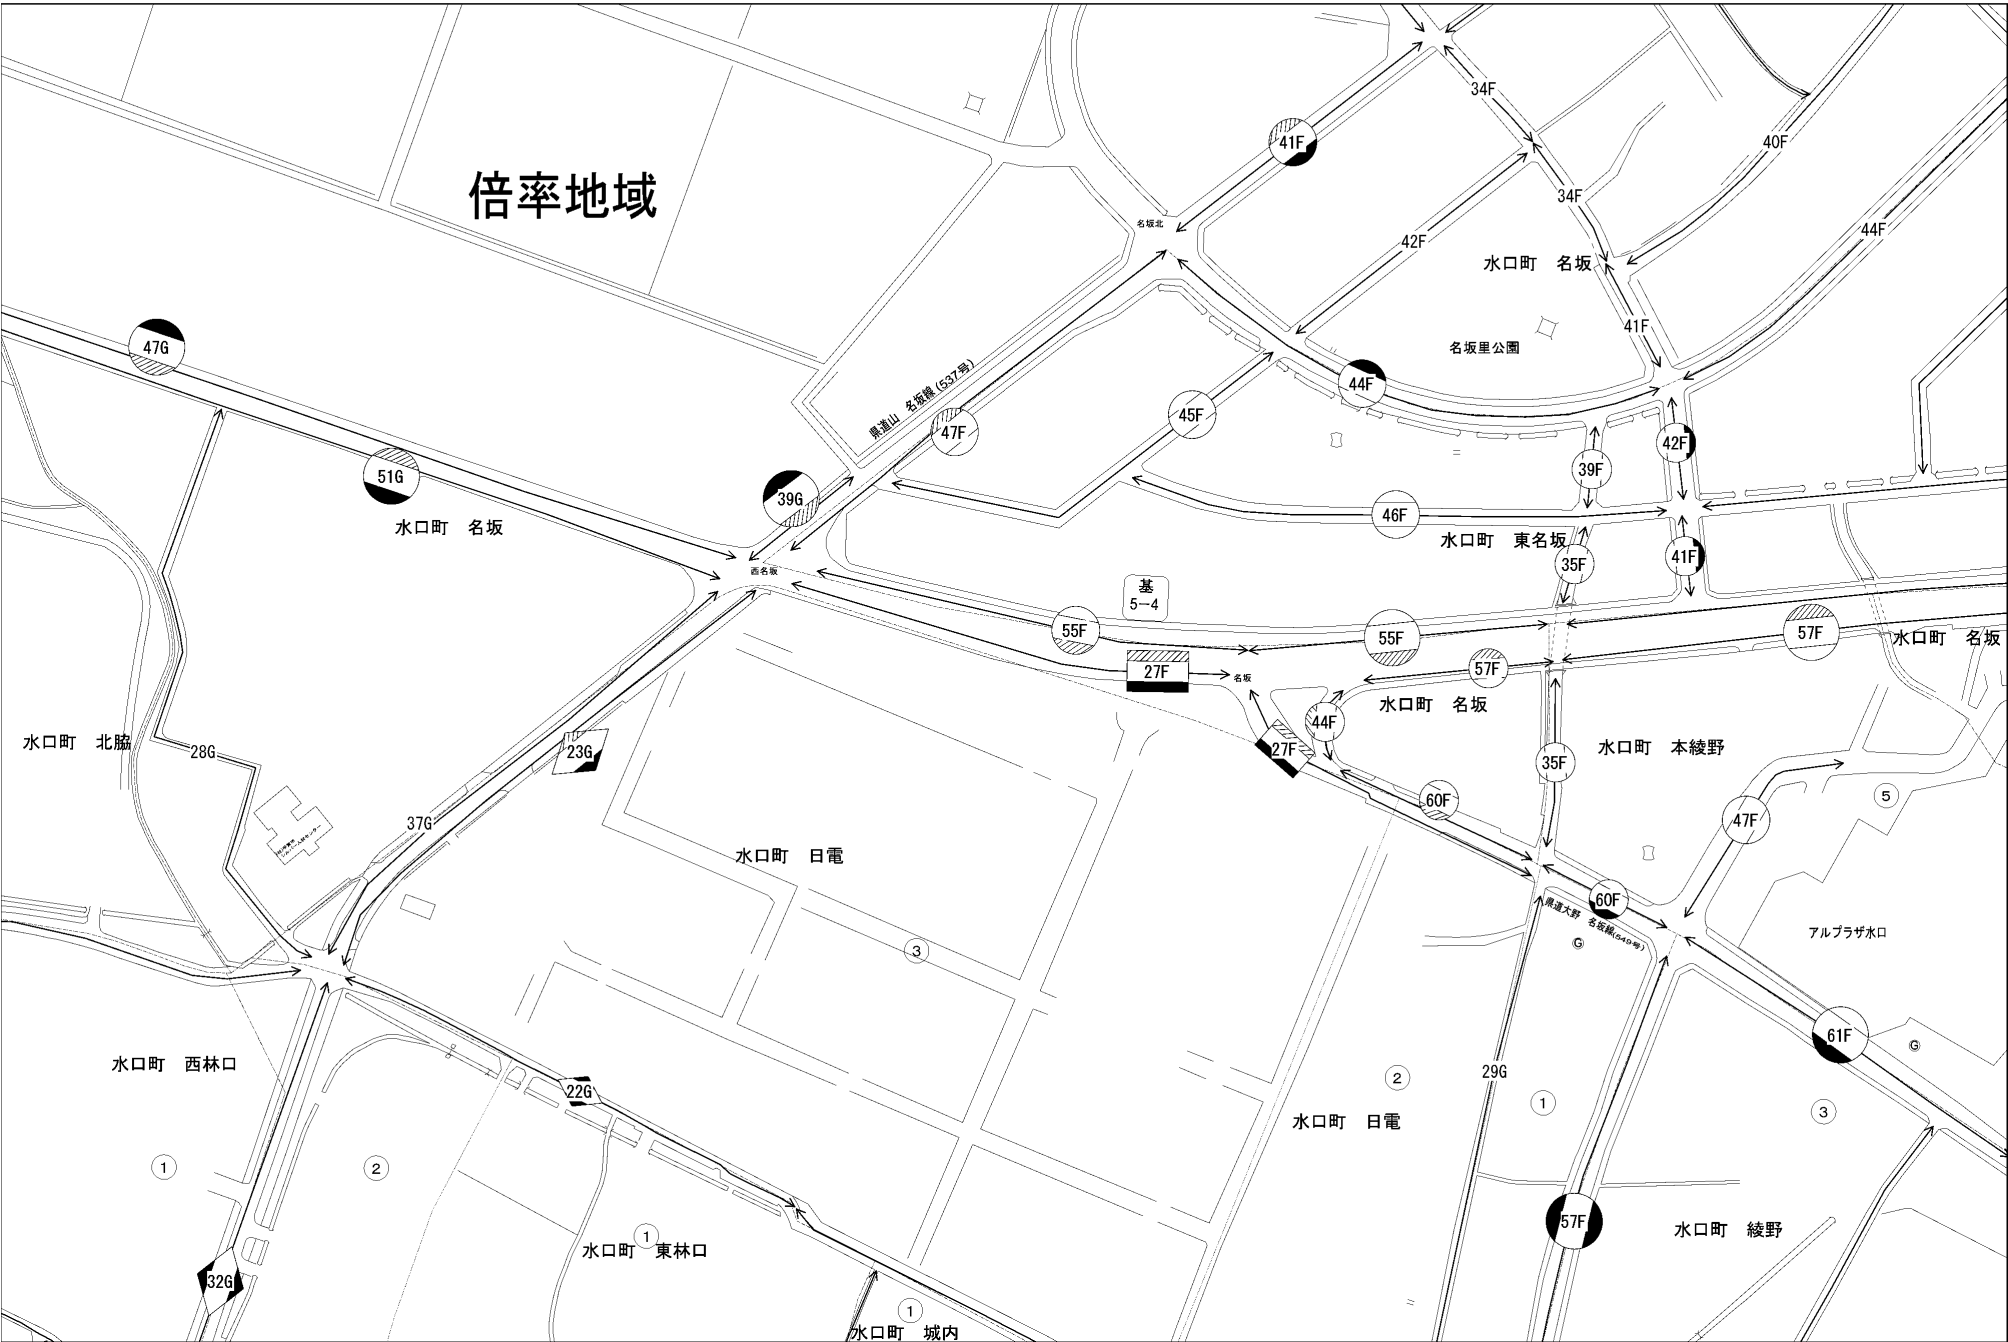 34F
41F
40F
倍率地域
34F
名坂北
42F
44F
水口町 名坂
41F
47G
名坂里公園
44F
県道山 名坂線(537号)
45F
47F
42F
39F
51G
39G
46F
水口町 名坂
水口町 東名坂
41F
35F
西名坂
基
5-4
55F
55F
57F
水口町 名坂
27F
57F
名坂
水口町 名坂
44F
水口町 北脇
28G
23G
27F
水口町 本綾野
35F
5
60F
47F
37G
水口町 日電
60F
県道大野 名坂線(549号)
アルプラザ水口
G
3
61F
G
水口町 西林口
29G
2
22G
1
3
水口町 日電
1
2
57F
水口町 綾野
1
水口町 東林口
32G
1
水口町 城内